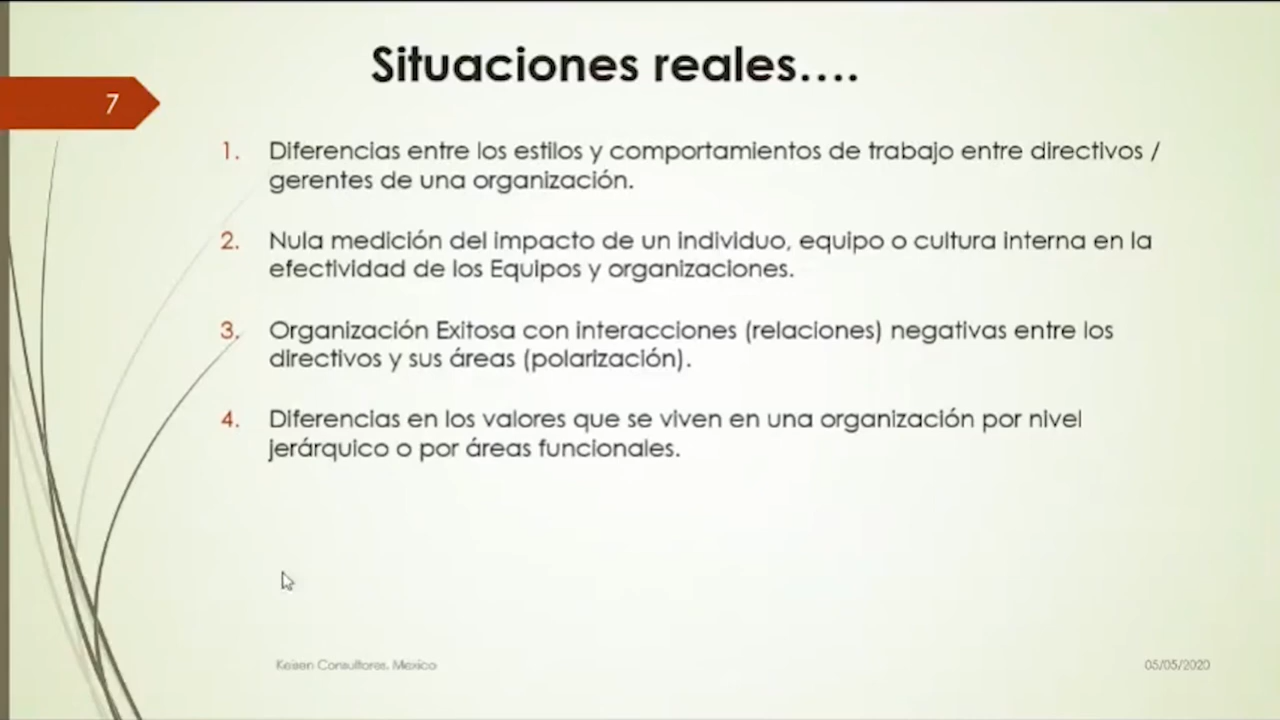 Situaciones reales....
7
1. Diferencias entre los estilos y comportamientos de trabajo entre directivos /
gerentes de una organización.
2. Nula medición del impacto de un individuo, equipo o cultura interna en la
efectividad de los Equipos y organizaciones.
3. Organización Exitosa con interacciones (relaciones) negativas entre los
directivos y sus áreas (polarización).
4. Diferencias en los valores que se viven en una organización por nivel
jerárquico o por áreas funcionales.
Keisen Consultores, Mexico
05/05/2020